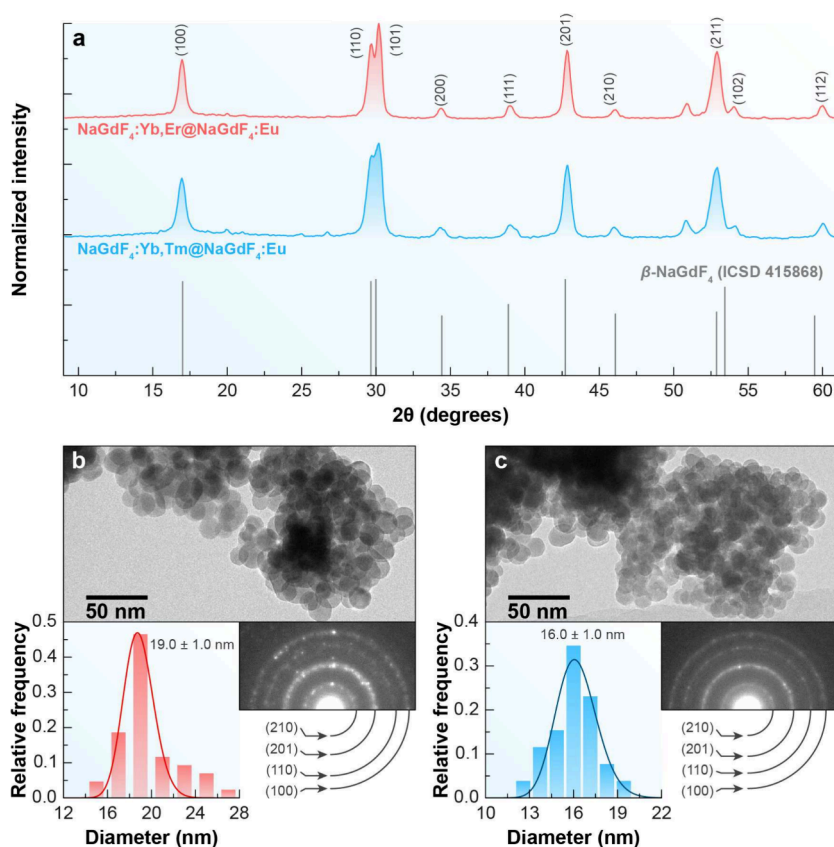 a
(100)
(110)
(101)
(200)
(111)
(201)
(210)
(211)
(102)
(112)
NaGdF₄:Yb,Er@NaGdF₄:Eu
NaGdF₄:Yb,Tm@NaGdF₄:Eu
β-NaGdF₄ (ICSD 415868)
Normalized intensity
10 15 20 25 30 35 40 45 50 55 60
2θ (degrees)
b
50 nm
0.5
0.4
0.3
0.2
0.1
0.0
Relative frequency
19.0 ± 1.0 nm
12 16 20 24 28
Diameter (nm)
(210)
(201)
(110)
(100)
c
50 nm
0.4
0.3
0.2
0.1
0.0
Relative frequency
16.0 ± 1.0 nm
10 13 16 19 22
Diameter (nm)
(210)
(201)
(110)
(100)